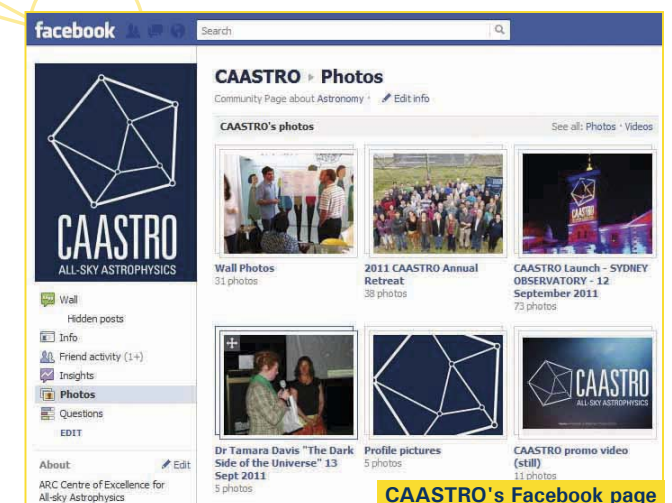 facebook
Search
CAASTRO
ALL-SKY ASTROPHYSICS
Wall
Hidden posts
Info
Friend activity (1+)
Insights
Photos
Questions
EDIT
About Edit
ARC Centre of Excellence for
All-sky Astrophysics
CAASTRO ▸ Photos
Community Page about Astronomy · Edit info
CAASTRO's photos See all: Photos · Videos
Wall Photos
31 photos
2011 CAASTRO Annual
Retreat
38 photos
CAASTRO
CAASTRO Launch - SYDNEY
OBSERVATORY - 12
September 2011
73 photos
Dr Tamara Davis "The Dark
Side of the Universe" 13
Sept 2011
5 photos
Profile pictures
5 photos
CAASTRO
ALL-SKY ASTROPHYSICS
CAASTRO promo video
(still)
11 photos
CAASTRO's Facebook page